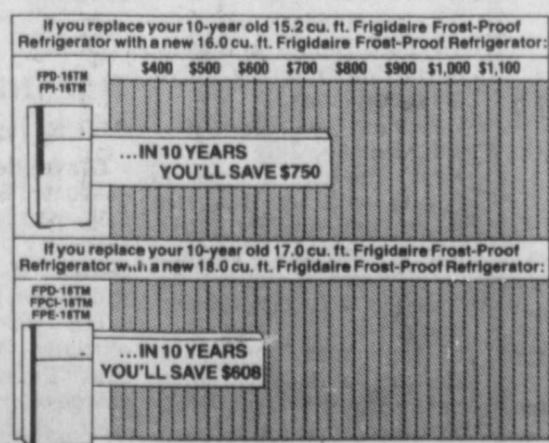 If you replace your 10-year old 15.2 cu. ft. Frigidaire Frost-Proof
Refrigerator with a new 16.0 cu. ft. Frigidaire Frost-Proof Refrigerator:
FPD-16TM
FPI-16TM
$400 $500 $600 $700 $800 $900 $1,000 $1,100
...IN 10 YEARS
YOU'LL SAVE $750
If you replace your 10-year old 17.0 cu. ft. Frigidaire Frost-Proof
Refrigerator with a new 18.0 cu. ft. Frigidaire Frost-Proof Refrigerator:
FPD-18TM
FPCI-18TM
FPE-18TM
...IN 10 YEARS
YOU'LL SAVE $608